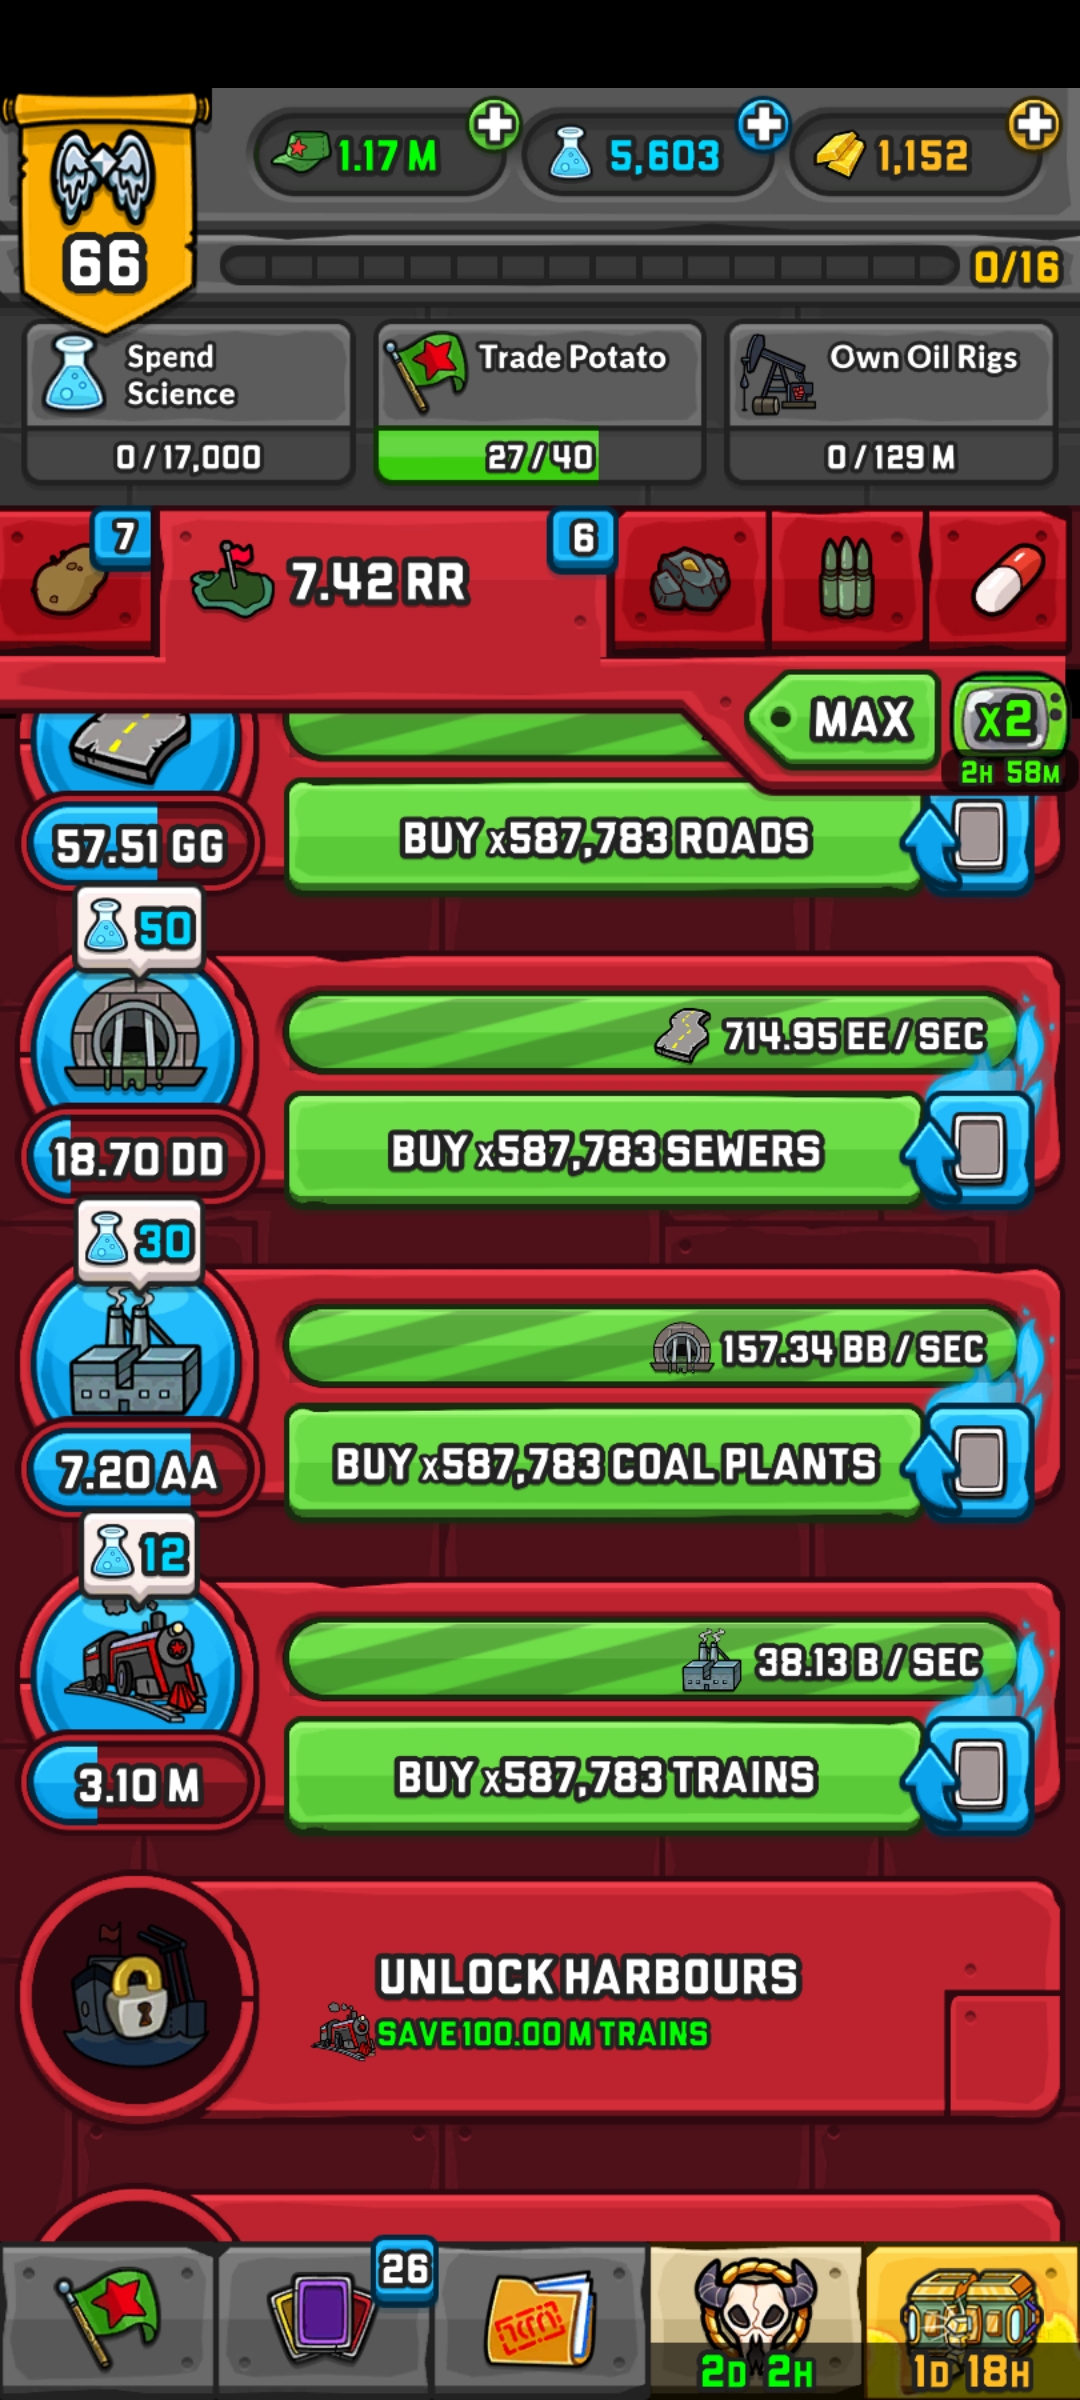 1.17 M
5,603
1,152
66
0/16
Spend
Science
0 / 17,000
Trade Potato
27 / 40
Own Oil Rigs
0 / 129 M
7
7.42 RR
6
MAX
x2
2H 58M
57.51 GG
BUY x587,783 ROADS
50
714.95 EE / SEC
18.70 DD
BUY x587,783 SEWERS
30
157.34 BB / SEC
7.20 AA
BUY x587,783 COAL PLANTS
12
38.13 B / SEC
3.10 M
BUY x587,783 TRAINS
UNLOCK HARBOURS
SAVE 100.00 M TRAINS
26
2D 2H
1D 18H